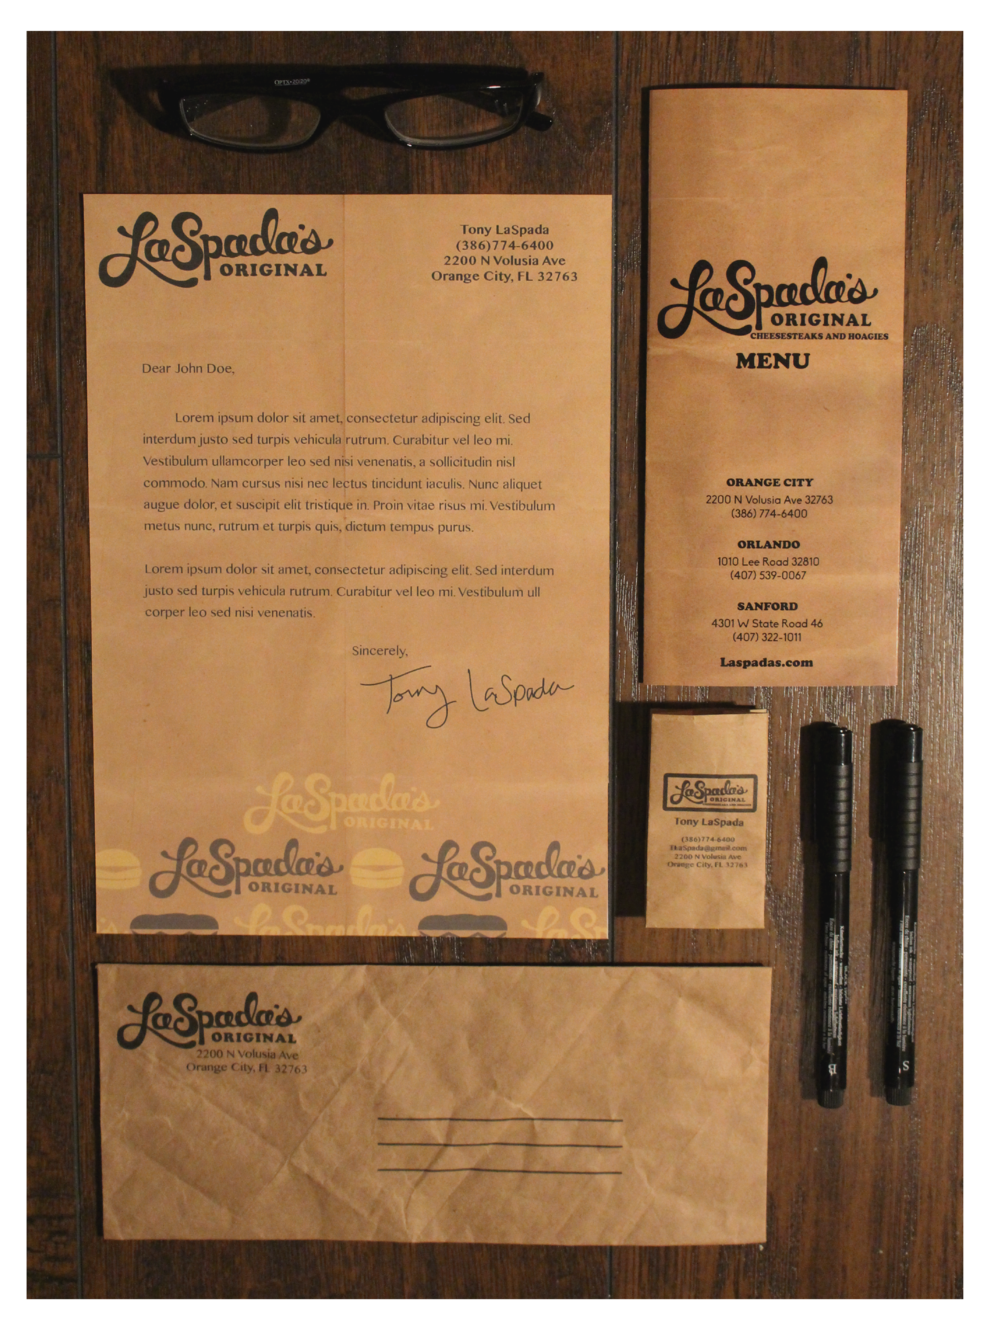 LaSpada's
ORIGINAL
Tony LaSpada
(386)774-6400
2200 N Volusia Ave
Orange City, FL 32763
Dear John Doe,
Lorem ipsum dolor sit amet, consectetur adipiscing elit. Sed
interdum justo sed turpis vehicula rutrum. Curabitur vel leo mi.
Vestibulum ullamcorper leo sed nisi venenatis, a sollicitudin nisl
commodo. Nam cursus nisi nec lectus tincidunt iaculis. Nunc aliquet
augue dolor, et suscipit elit tristique in. Proin vitae risus mi. Vestibulum
metus nunc, rutrum et turpis quis, dictum tempus purus.
Lorem ipsum dolor sit amet, consectetur adipiscing elit. Sed interdum
justo sed turpis vehicula rutrum. Curabitur vel leo mi. Vestibulum ull
corper leo sed nisi venenatis.
Sincerely,
Tony LaSpada
LaSpada's
ORIGINAL
LaSpada's
ORIGINAL
LaSpada's
ORIGINAL
LaSpada's
ORIGINAL
CHEESESTEAKS AND HOAGIES
MENU
ORANGE CITY
2200 N Volusia Ave 32763
(386) 774-6400
ORLANDO
1010 Lee Road 32810
(407) 539-0067
SANFORD
4301 W State Road 46
(407) 322-1011
Laspadas.com
LaSpada's
ORIGINAL
Tony LaSpada
(386)774-6400
2200 N Volusia Ave
Orange City, FL 32763
LaSpada's
ORIGINAL
2200 N Volusia Ave
Orange City, FL 32763
B
S